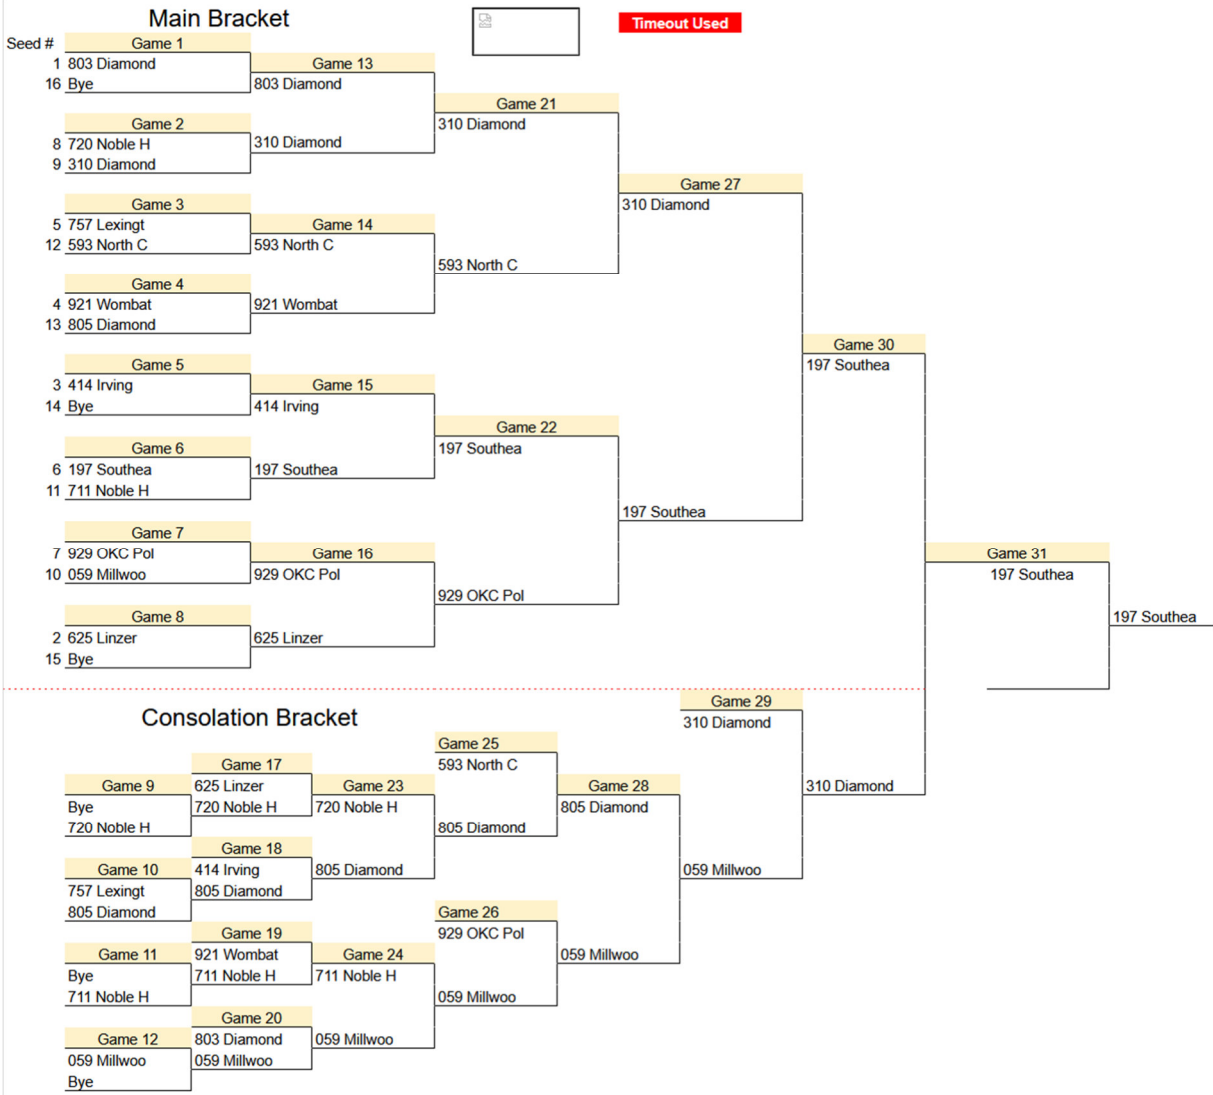 Main Bracket
Timeout Used
Seed #
Game 1
1 803 Diamond
16 Bye
Game 13
803 Diamond
310 Diamond
Game 2
8 720 Noble H
9 310 Diamond
Game 21
310 Diamond
593 North C
Game 3
5 757 Lexingt
12 593 North C
Game 14
593 North C
921 Wombat
Game 4
4 921 Wombat
13 805 Diamond
Game 27
310 Diamond
197 Southea
Game 5
3 414 Irving
14 Bye
Game 15
414 Irving
197 Southea
Game 6
6 197 Southea
11 711 Noble H
Game 22
197 Southea
929 OKC Pol
Game 7
7 929 OKC Pol
10 059 Millwoo
Game 16
929 OKC Pol
625 Linzer
Game 8
2 625 Linzer
15 Bye
Game 30
197 Southea
310 Diamond
Game 31
197 Southea
197 Southea
Consolation Bracket
Game 9
Bye
720 Noble H
Game 17
625 Linzer
720 Noble H
Game 10
757 Lexingt
805 Diamond
Game 18
414 Irving
805 Diamond
Game 11
Bye
711 Noble H
Game 19
921 Wombat
711 Noble H
Game 12
059 Millwoo
Bye
Game 20
803 Diamond
059 Millwoo
Game 23
720 Noble H
805 Diamond
Game 24
711 Noble H
059 Millwoo
Game 25
593 North C
805 Diamond
Game 26
929 OKC Pol
059 Millwoo
Game 28
805 Diamond
059 Millwoo
Game 29
310 Diamond
059 Millwoo